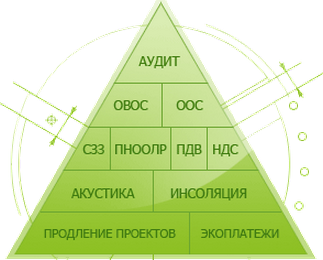 АУДИТ
ОВОС ООС
СЗЗ ПНООЛР ПДВ НДС
АКУСТИКА ИНСОЛЯЦИЯ
ПРОДЛЕНИЕ ПРОЕКТОВ ЭКОПЛАТЕЖИ